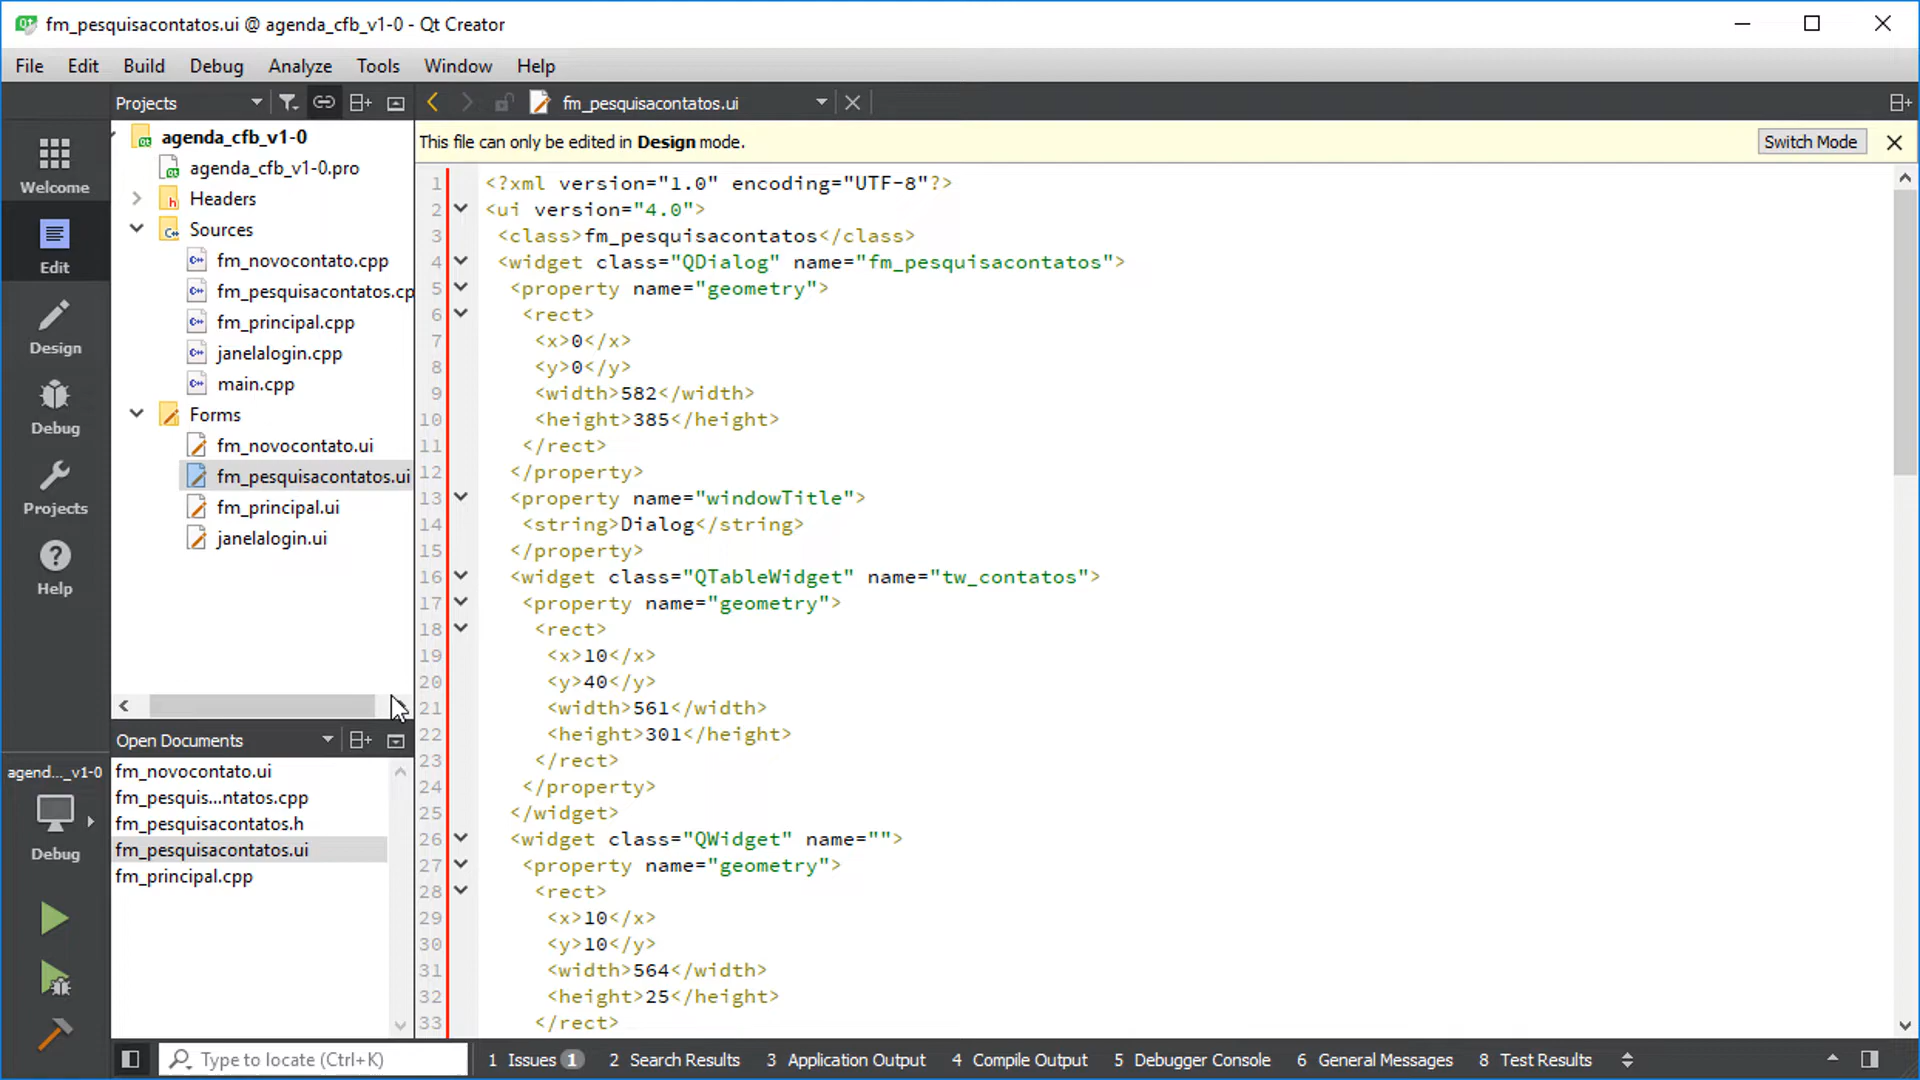 fm_pesquisacontatos.ui @ agenda_cfb_v1-0 - Qt Creator
File Edit Build Debug Analyze Tools Window Help
Projects
fm_pesquisacontatos.ui
This file can only be edited in Design mode.
Switch Mode
Welcome
Edit
Design
Debug
Projects
Help
agend..._v1-0
Debug
agenda_cfb_v1-0
agenda_cfb_v1-0.pro
Headers
Sources
fm_novocontato.cpp
fm_pesquisacontatos.cp
fm_principal.cpp
janelalogin.cpp
main.cpp
Forms
fm_novocontato.ui
fm_pesquisacontatos.ui
fm_principal.ui
janelalogin.ui
Open Documents
fm_novocontato.ui
fm_pesquis...ntatos.cpp
fm_pesquisacontatos.h
fm_pesquisacontatos.ui
fm_principal.cpp
1 <?xml version="1.0" encoding="UTF-8"?>
2 <ui version="4.0">
3 <class>fm_pesquisacontatos</class>
4 <widget class="QDialog" name="fm_pesquisacontatos">
5 <property name="geometry">
6 <rect>
7 <x>0</x>
8 <y>0</y>
9 <width>582</width>
10 <height>385</height>
11 </rect>
12 </property>
13 <property name="windowTitle">
14 <string>Dialog</string>
15 </property>
16 <widget class="QTableWidget" name="tw_contatos">
17 <property name="geometry">
18 <rect>
19 <x>10</x>
20 <y>40</y>
21 <width>561</width>
22 <height>301</height>
23 </rect>
24 </property>
25 </widget>
26 <widget class="QWidget" name="">
27 <property name="geometry">
28 <rect>
29 <x>10</x>
30 <y>10</y>
31 <width>564</width>
32 <height>25</height>
33 </rect>
Type to locate (Ctrl+K)
1 Issues 1 2 Search Results 3 Application Output 4 Compile Output 5 Debugger Console 6 General Messages 8 Test Results